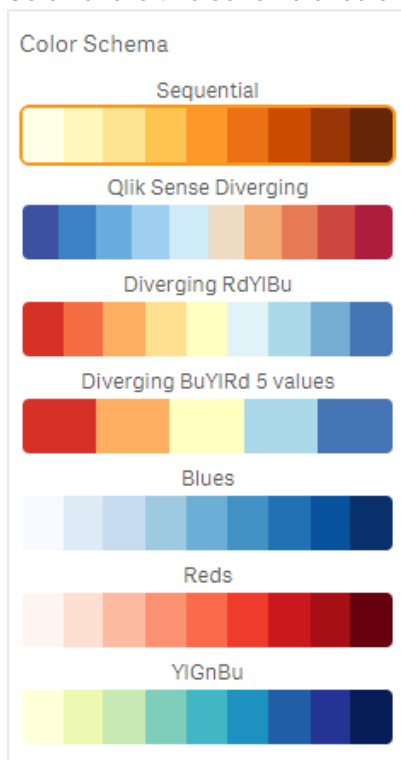 Color Schema
Sequential
Qlik Sense Diverging
Diverging RdYlBu
Diverging BuYlRd 5 values
Blues
Reds
YlGnBu